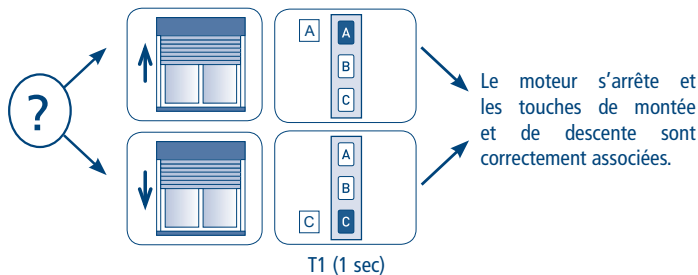 ?
A
A
B
C
A
B
C
C
T1 (1 sec)
Le moteur s’arrête et
les touches de montée
et de descente sont
correctement associées.